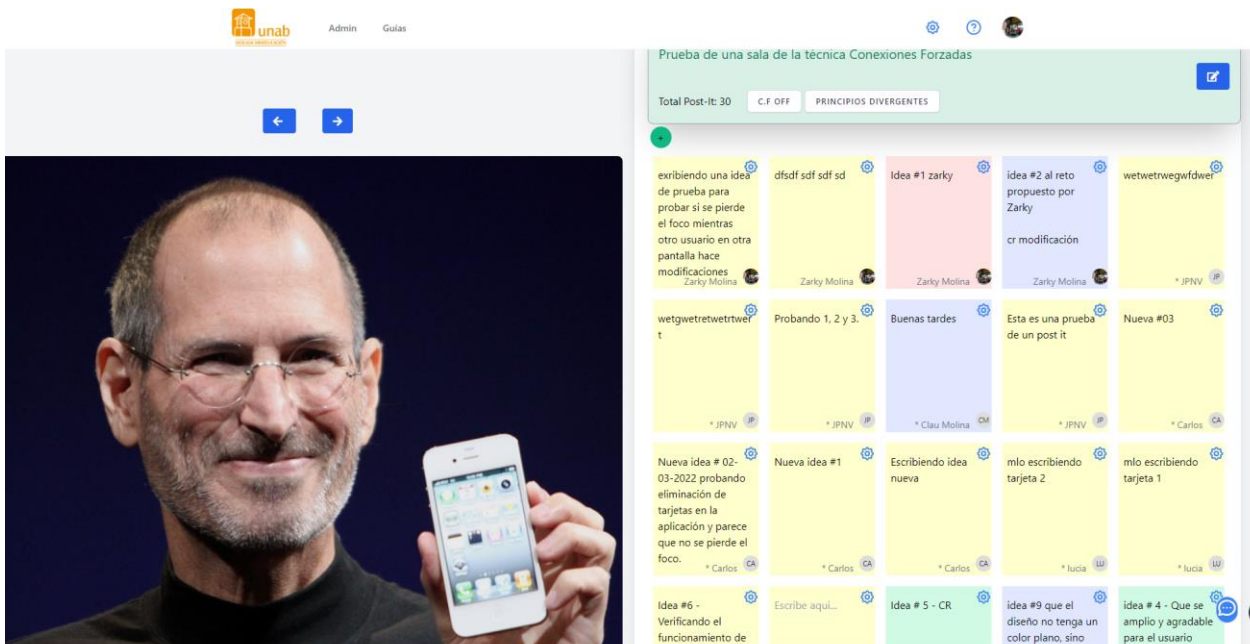 unab
Admin
Guías
Prueba de una sala de la técnica Conexiones Forzadas
Total Post-It: 30
C.F OFF
PRINCIPIOS DIVERGENTES
+
exribiendo una idea
de prueba para
probar si se pierde
el foco mientras
otro usuario en otra
pantalla hace
modificaciones
Zarky Molina
dfsdf sdf sdf sd
Zarky Molina
Idea #1 zarky
Zarky Molina
idea #2 al reto
propuesto por
Zarky
cr modificación
Zarky Molina
wetwetrwegwfdwer
* JPNV
JP
wetgwetretwetrtwer
t
* JPNV
JP
Probando 1, 2 y 3.
* JPNV
JP
Buenas tardes
* Clau Molina
CM
Esta es una prueba
de un post it
* JPNV
JP
Nueva #03
* Carlos
CA
Nueva idea # 02-
03-2022 probando
eliminación de
tarjetas en la
aplicación y parece
que no se pierde el
foco.
* Carlos
CA
Nueva idea #1
* Carlos
CA
Escribiendo idea
nueva
* Carlos
CA
mlo escribiendo
tarjeta 2
* lucia
LU
mlo escribiendo
tarjeta 1
* lucia
LU
Idea #6 -
Verificando el
funcionamiento de
Escribe aqui...
Idea # 5 - CR
idea #9 que el
diseño no tenga un
color plano, sino
idea # 4 - Que se
amplio y agradable
para el usuario